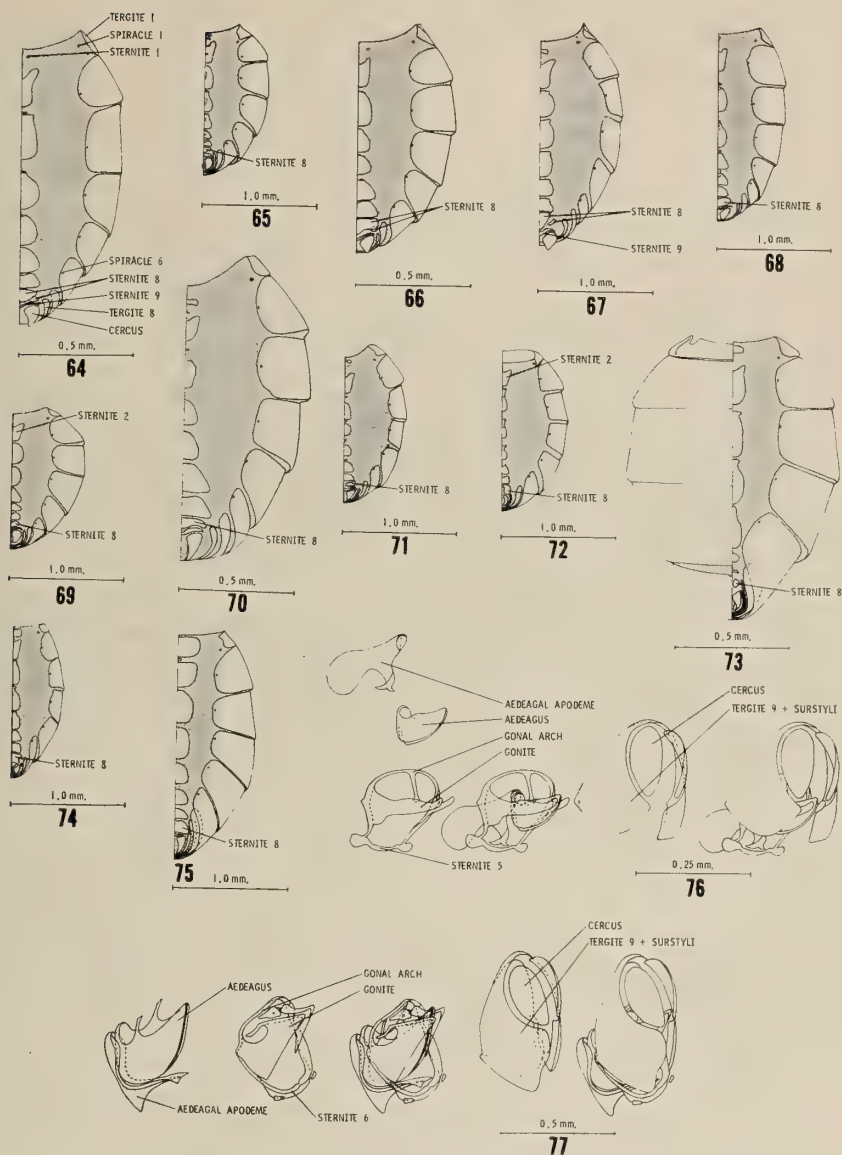 TERGITE 1
SPIRACLE 1
STERNITE 1
SPIRACLE 6
STERNITE 8
STERNITE 9
TERGITE 8
CERCUS
0.5 mm.
64
STERNITE 8
1.0 mm.
65
STERNITE 8
0.5 mm.
66
STERNITE 8
STERNITE 9
1.0 mm.
67
STERNITE 8
1.0 mm.
68
STERNITE 2
STERNITE 8
1.0 mm.
69
STERNITE 8
0.5 mm.
70
STERNITE 8
1.0 mm.
71
STERNITE 2
STERNITE 8
1.0 mm.
72
STERNITE 8
0.5 mm.
73
STERNITE 8
1.0 mm.
74
STERNITE 8
75
1.0 mm.
AEDEAGAL APODEME
AEDEAGUS
GONAL ARCH
GONITE
STERNITE 5
CERCUS
TERGITE 9 + SURSTYLI
0.25 mm.
76
AEDEAGUS
AEDEAGAL APODEME
GONAL ARCH
GONITE
STERNITE 6
CERCUS
TERGITE 9 + SURSTYLI
0.5 mm.
77